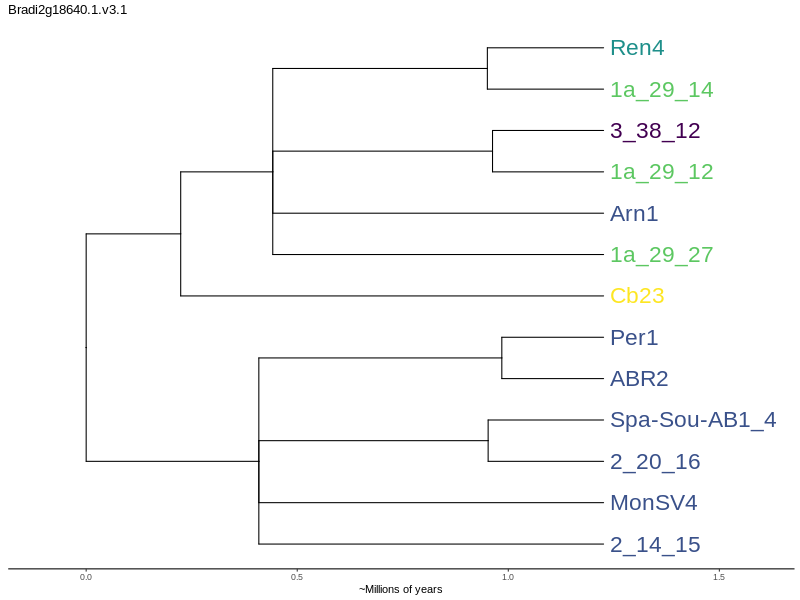 Bradi2g18640.1.v3.1
Ren4
1a_29_14
3_38_12
1a_29_12
Arn1
1a_29_27
Cb23
Per1
ABR2
Spa-Sou-AB1_4
2_20_16
MonSV4
2_14_15
0.0 0.5 1.0 1.5
~Millions of years